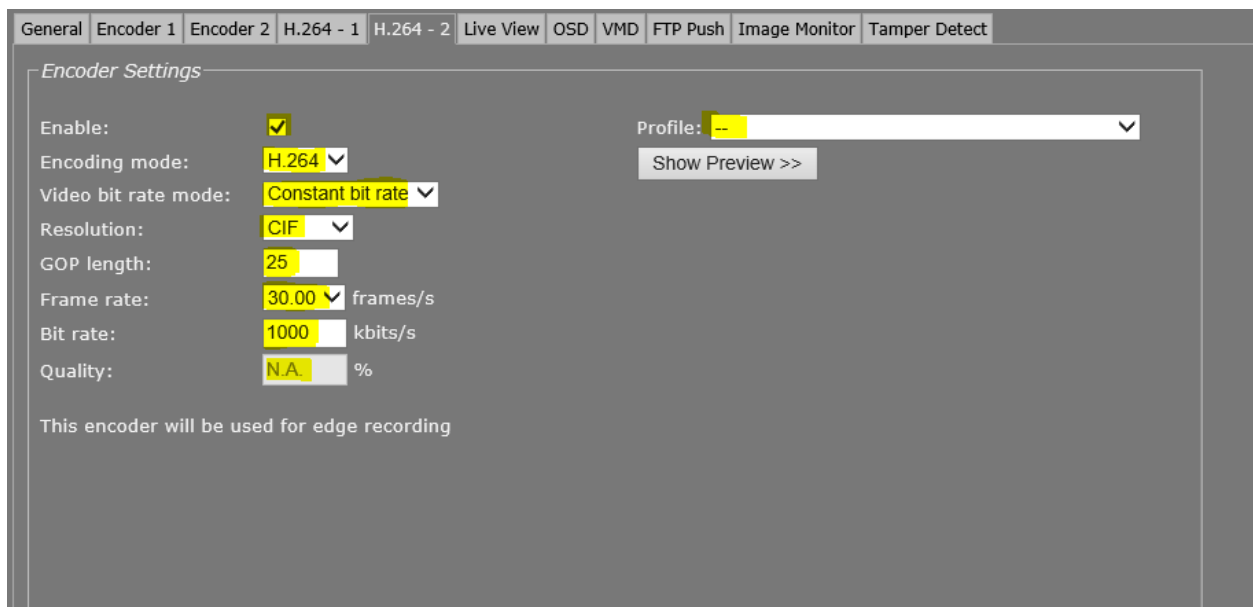 General Encoder 1 Encoder 2 H.264 - 1 H.264 - 2 Live View OSD VMD FTP Push Image Monitor Tamper Detect
Encoder Settings
Enable: Profile: --
Encoding mode: H.264 Show Preview >>
Video bit rate mode: Constant bit rate
Resolution: CIF
GOP length: 25
Frame rate: 30.00 frames/s
Bit rate: 1000 kbits/s
Quality: N.A. %
This encoder will be used for edge recording